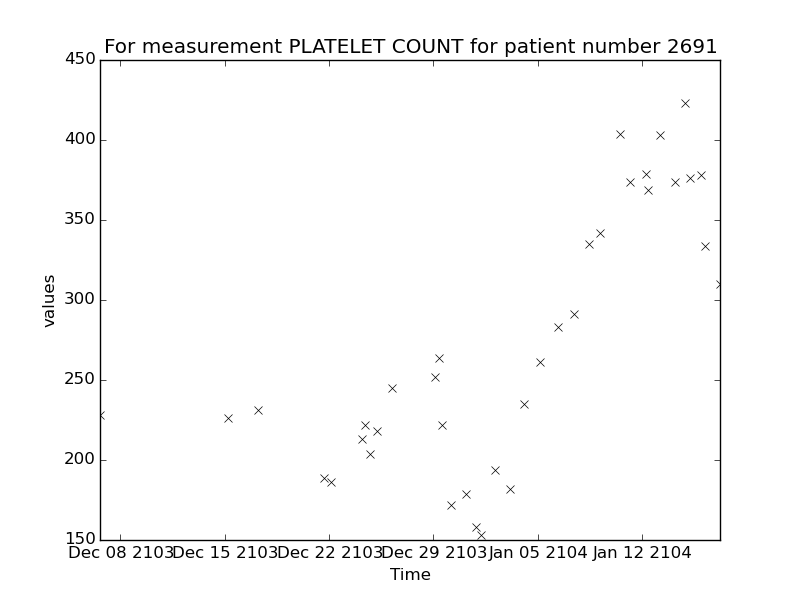 For measurement PLATELET COUNT for patient number 2691
450
400
350
300
250
200
150
values
Dec 08 2103 Dec 15 2103 Dec 22 2103 Dec 29 2103 Jan 05 2104 Jan 12 2104
Time